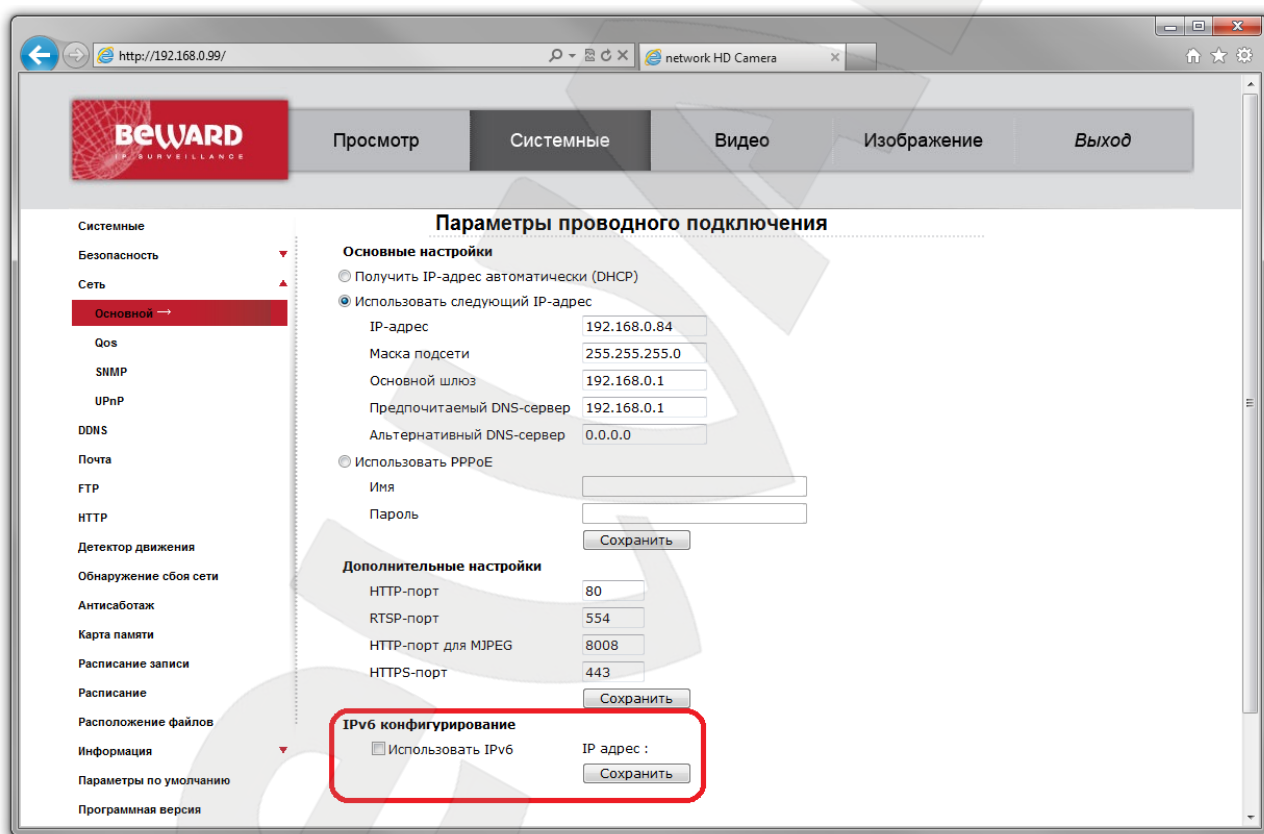 http://192.168.0.99/
network HD Camera
BEWARD
IP SURVEILLANCE
Просмотр
Системные
Видео
Изображение
Выход
Системные
Безопасность
Сеть
Основной →
Qos
SNMP
UPnP
DDNS
Почта
FTP
HTTP
Детектор движения
Обнаружение сбоя сети
Антисаботаж
Карта памяти
Расписание записи
Расписание
Расположение файлов
Информация
Параметры по умолчанию
Программная версия
Параметры проводного подключения
Основные настройки
Получить IP-адрес автоматически (DHCP)
Использовать следующий IP-адрес
IP-адрес 192.168.0.84
Маска подсети 255.255.255.0
Основной шлюз 192.168.0.1
Предпочитаемый DNS-сервер 192.168.0.1
Альтернативный DNS-сервер 0.0.0.0
Использовать PPPoE
Имя
Пароль
Сохранить
Дополнительные настройки
HTTP-порт 80
RTSP-порт 554
HTTP-порт для MJPEG 8008
HTTPS-порт 443
Сохранить
IPv6 конфигурирование
Использовать IPv6 IP адрес :
Сохранить